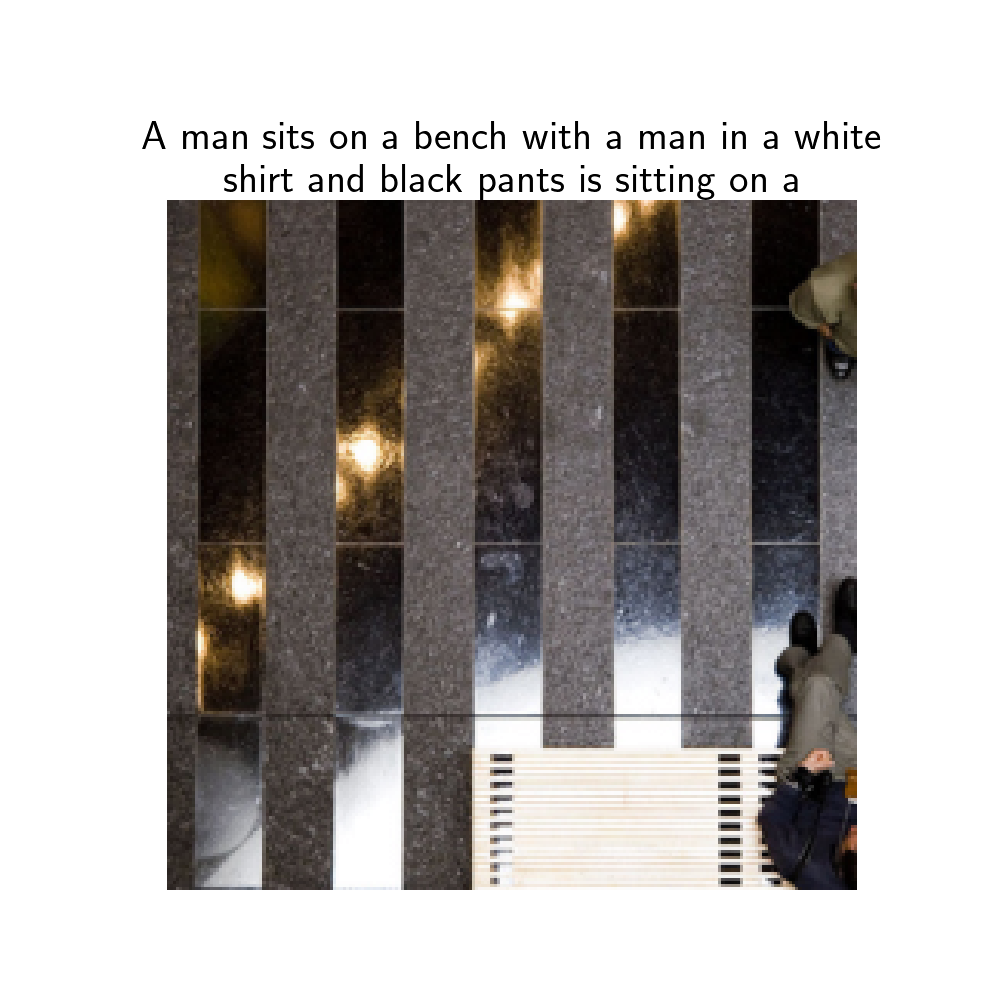 A man sits on a bench with a man in a white
shirt and black pants is sitting on a